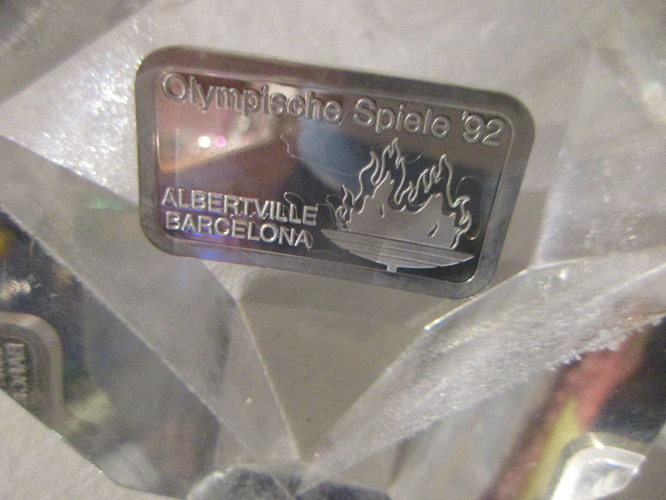 Olympische Spiele '92
ALBERTVILLE
BARCELONA